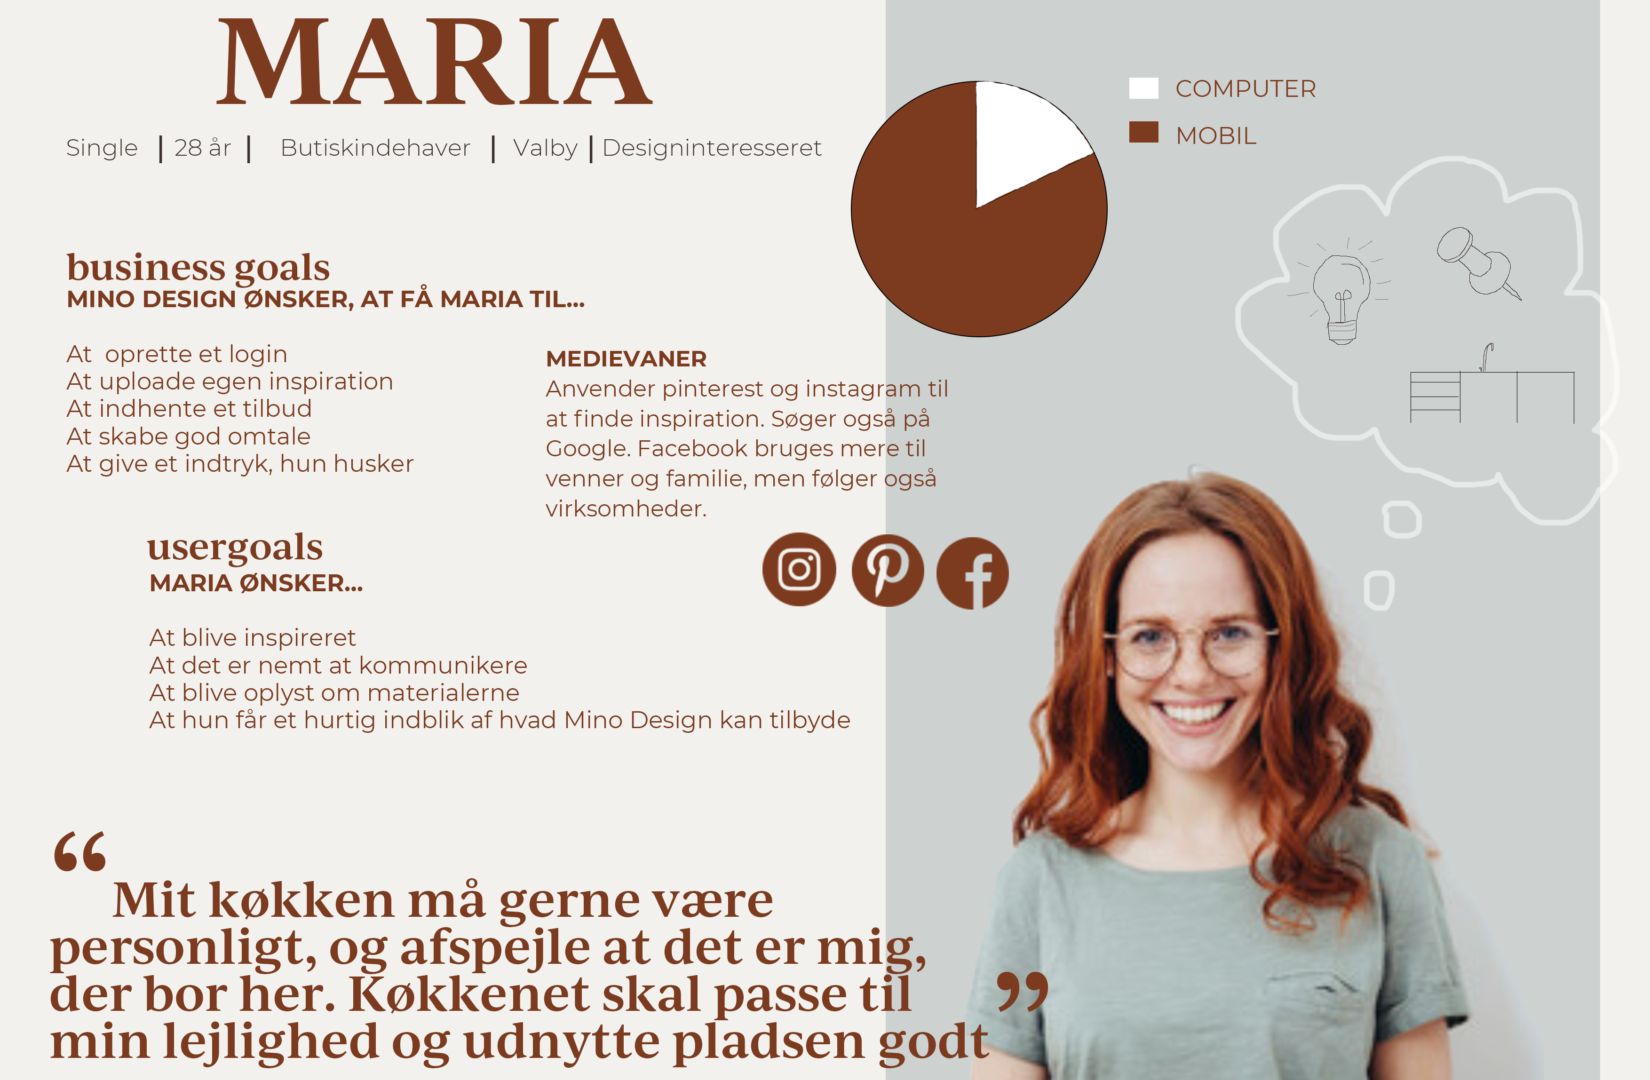 MARIA
Single | 28 år | Butiskindehaver | Valby | Designinteresseret
COMPUTER
MOBIL
business goals
MINO DESIGN ØNSKER, AT FÅ MARIA TIL...
At oprette et login
At uploade egen inspiration
At indhente et tilbud
At skabe god omtale
At give et indtryk, hun husker
MEDIEVANER
Anvender pinterest og instagram til
at finde inspiration. Søger også på
Google. Facebook bruges mere til
venner og familie, men følger også
virksomheder.
usergoals
MARIA ØNSKER...
At blive inspireret
At det er nemt at kommunikere
At blive oplyst om materialerne
At hun får et hurtig indblik af hvad Mino Design kan tilbyde
“
Mit køkken må gerne være
personligt, og afspejle at det er mig,
der bor her. Køkkenet skal passe til
min lejlighed og udnytte pladsen godt
”